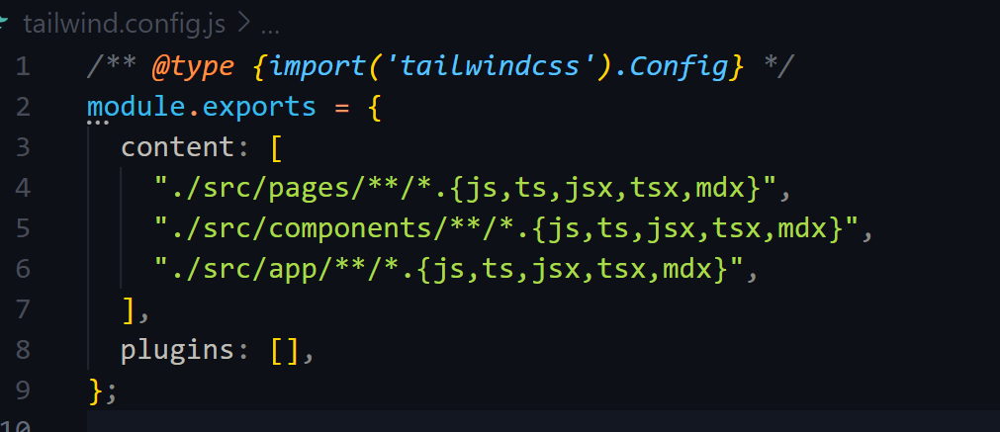 tailwind.config.js > ...
1 /** @type {import('tailwindcss').Config} */
2 module.exports = {
3   content: [
4     "./src/pages/**/*.{js,ts,jsx,tsx,mdx}",
5     "./src/components/**/*.{js,ts,jsx,tsx,mdx}",
6     "./src/app/**/*.{js,ts,jsx,tsx,mdx}",
7   ],
8   plugins: [],
9 };
10